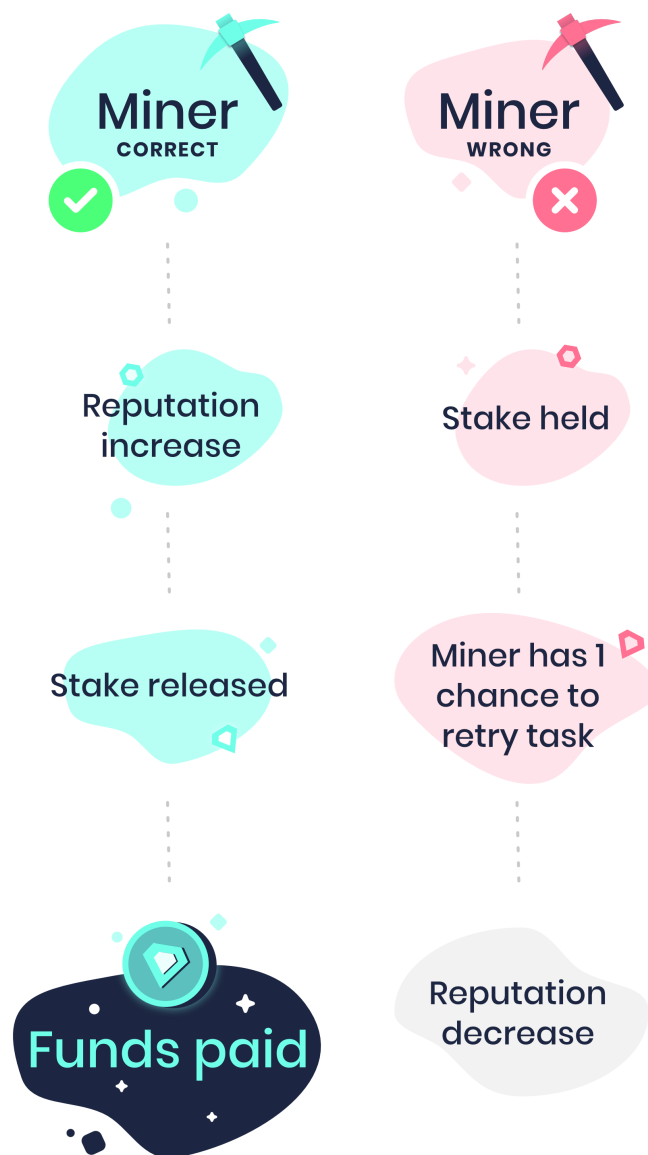 Miner
CORRECT
Reputation
increase
Stake released
Funds paid
Miner
WRONG
Stake held
Miner has 1
chance to
retry task
Reputation
decrease